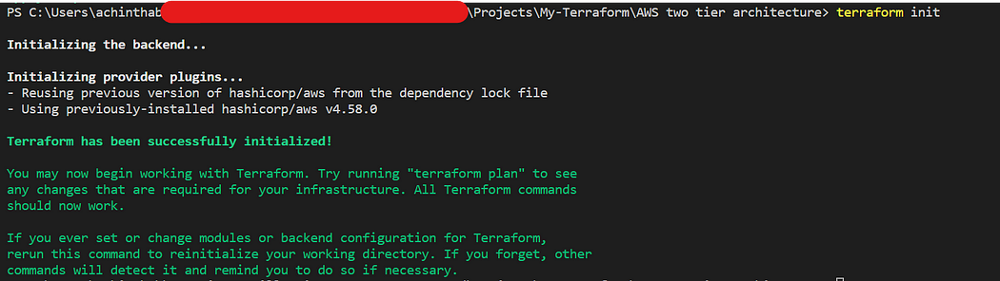 PS C:\Users\achinthab \Projects\My-Terraform\AWS two tier architecture> terraform init
Initializing the backend...
Initializing provider plugins...
- Reusing previous version of hashicorp/aws from the dependency lock file
- Using previously-installed hashicorp/aws v4.58.0
Terraform has been successfully initialized!
You may now begin working with Terraform. Try running "terraform plan" to see
any changes that are required for your infrastructure. All Terraform commands
should now work.
If you ever set or change modules or backend configuration for Terraform,
rerun this command to reinitialize your working directory. If you forget, other
commands will detect it and remind you to do so if necessary.